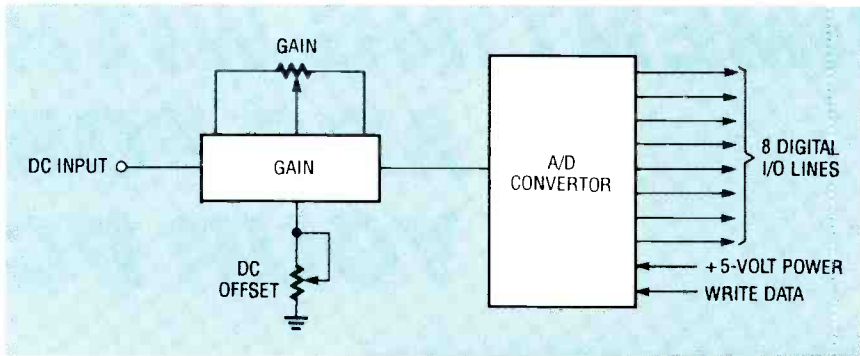 GAIN
DC INPUT
GAIN
DC
OFFSET
A/D
CONVERTOR
8 DIGITAL
I/O LINES
+5-VOLT POWER
WRITE DATA